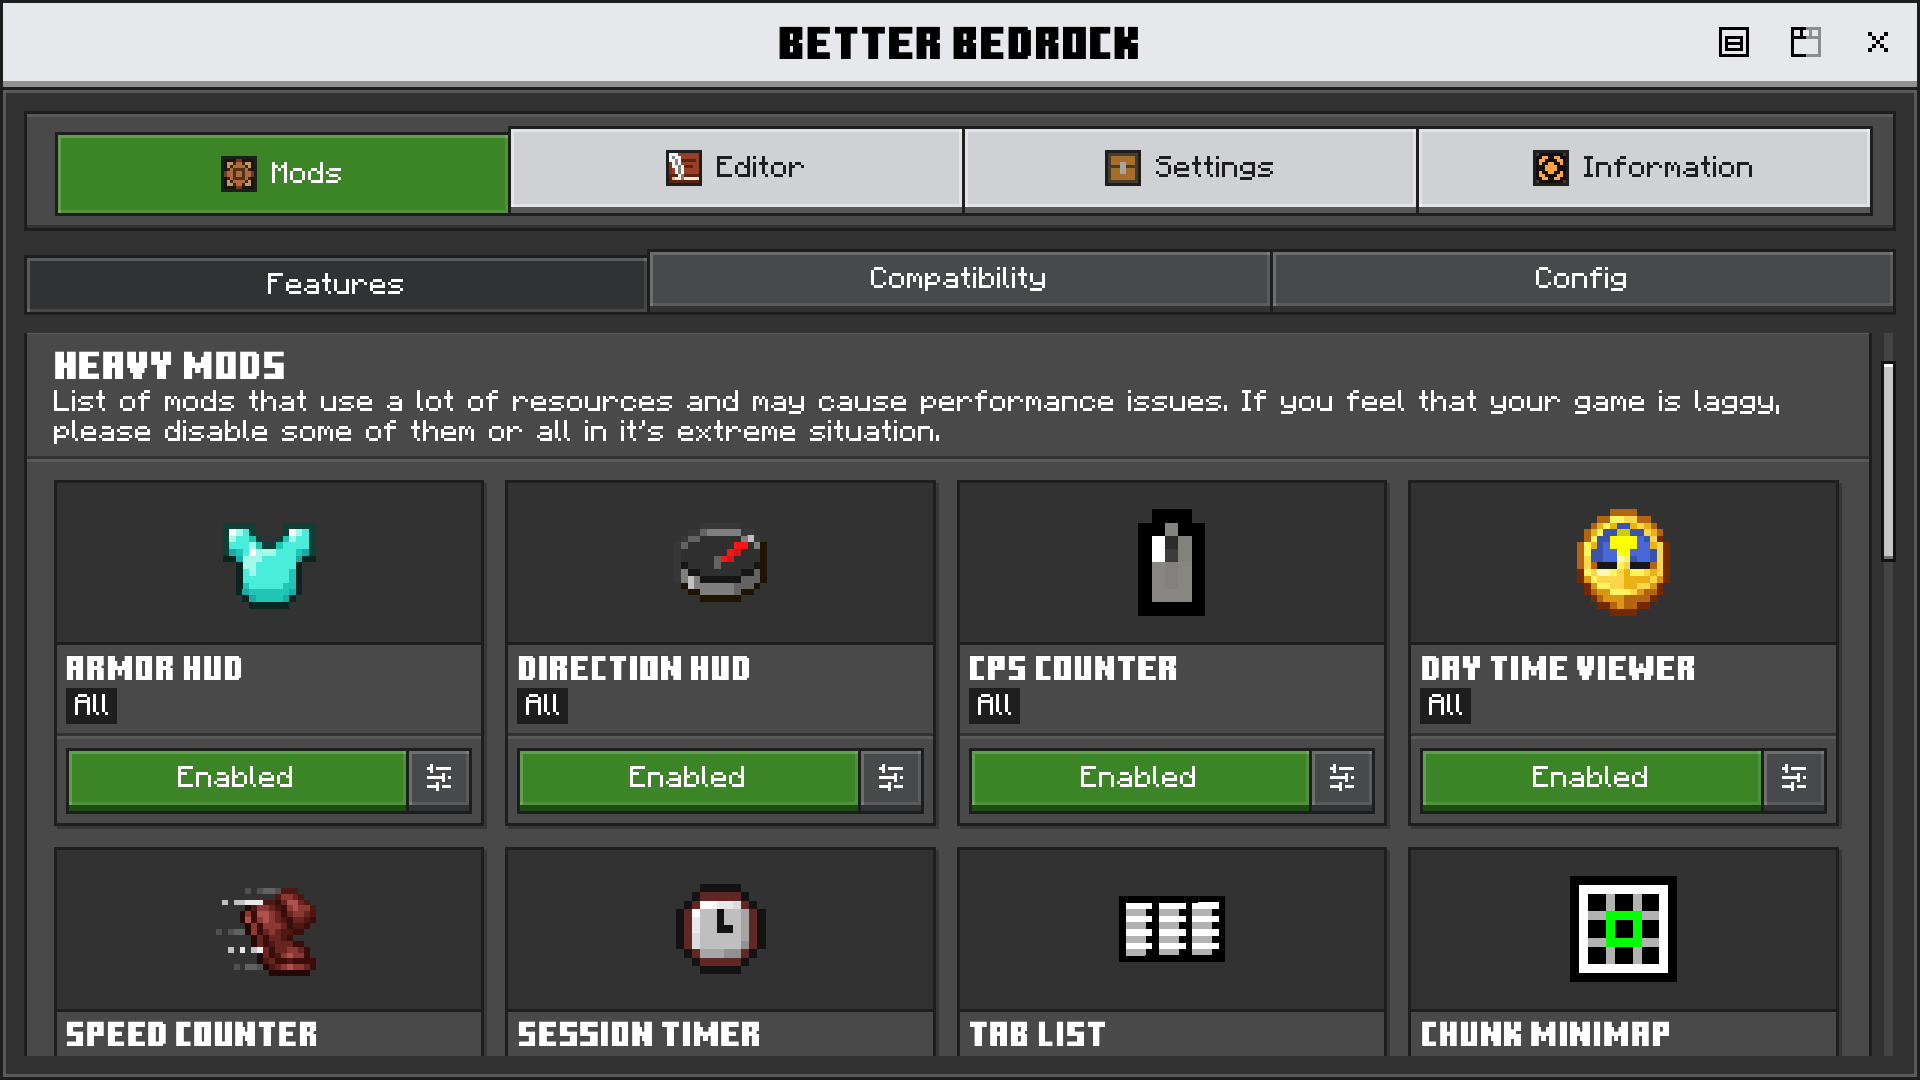 BETTER BEDROCK
Mods
Editor
Settings
Information
Features
Compatibility
Config
HEAVY MODS
List of mods that use a lot of resources and may cause performance issues. If you feel that your game is laggy,
please disable some of them or all in it's extreme situation.
ARMOR HUD
All
Enabled
DIRECTION HUD
All
Enabled
CPS COUNTER
All
Enabled
DAY TIME VIEWER
All
Enabled
SPEED COUNTER
SESSION TIMER
TAB LIST
CHUNK MINIMAP